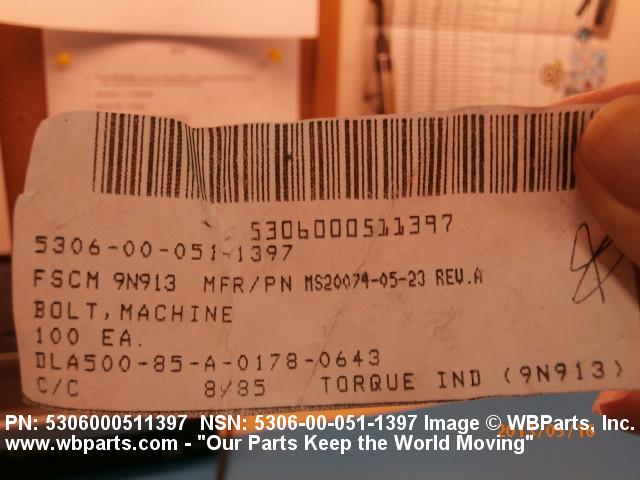 5306000511397
5306-00-051-1397
FSCM 9N913 MFR/PN MS20074-05-23 REV.A
BOLT, MACHINE
100 EA.
DLA500-85-A-0178-0643
C/C 8/85 TORQUE IND (9N913)
PN: 5306000511397 NSN: 5306-00-051-1397 Image © WBParts, Inc.
www.wbparts.com - "Our Parts Keep the World Moving"